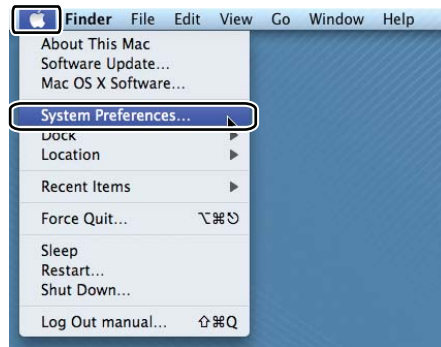 Finder File Edit View Go Window Help
About This Mac
Software Update...
Mac OS X Software...
System Preferences...
Dock
Location
Recent Items
Force Quit... ⌥⌘⎋
Sleep
Restart...
Shut Down...
Log Out manual... ⇧⌘Q